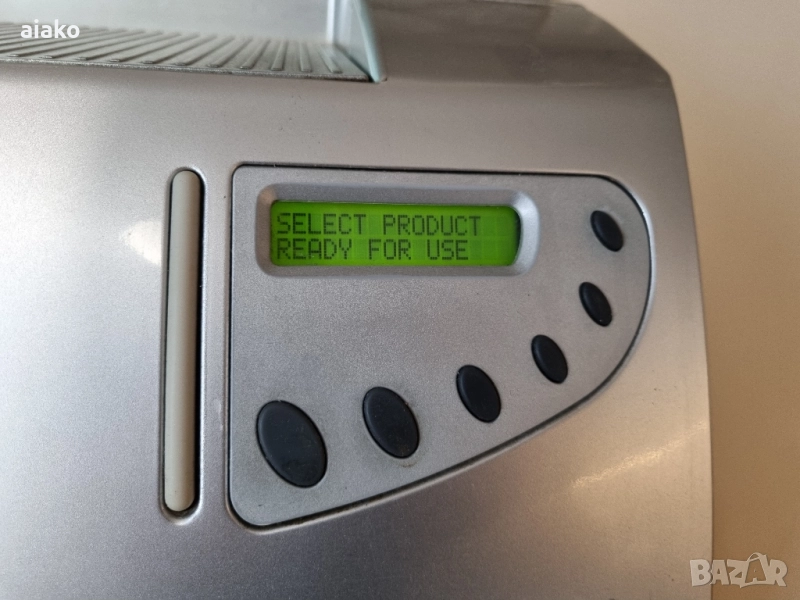 aiako
SELECT PRODUCT
READY FOR USE
BAZAR